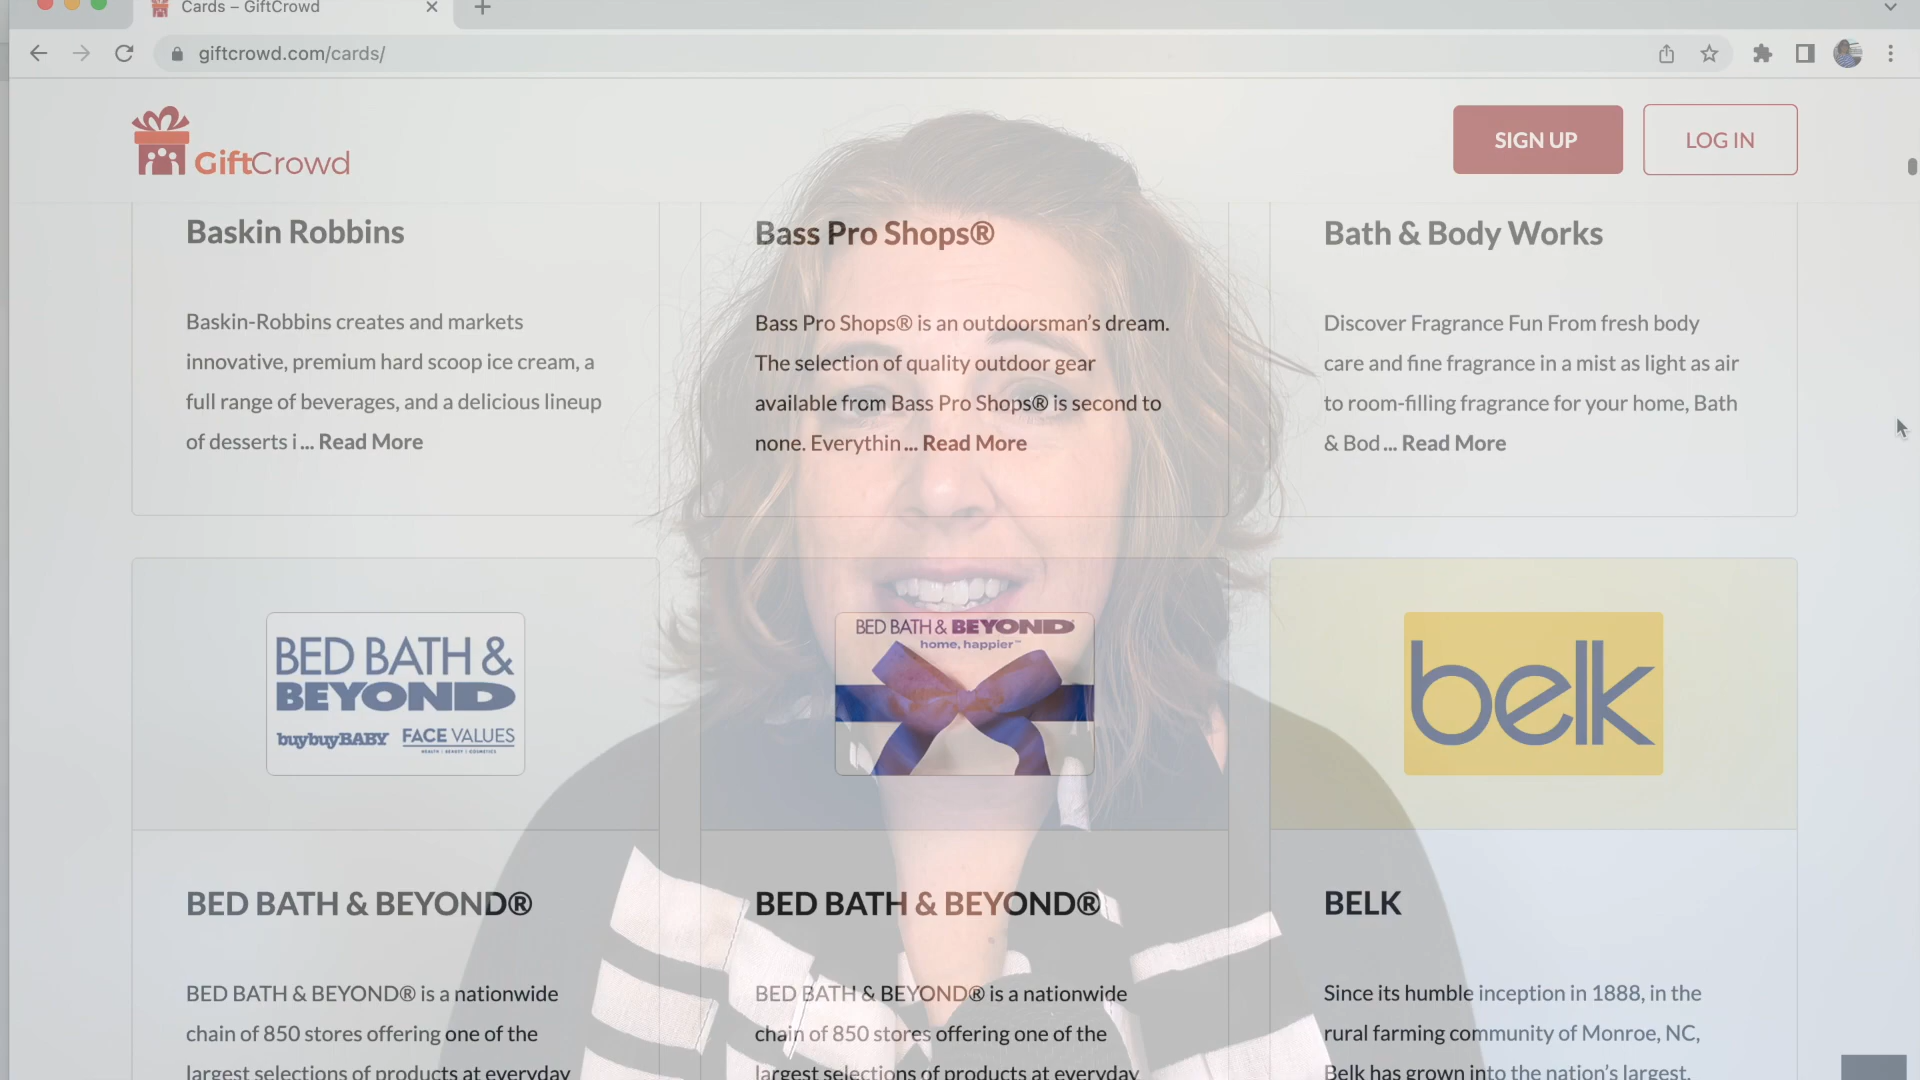 Cards – GiftCrowd
giftcrowd.com/cards/
GiftCrowd
SIGN UP
LOG IN
Baskin Robbins
Baskin-Robbins creates and markets
innovative, premium hard scoop ice cream, a
full range of beverages, and a delicious lineup
of desserts i... Read More
Bass Pro Shops®
Bass Pro Shops® is an outdoorsman's dream.
The selection of quality outdoor gear
available from Bass Pro Shops® is second to
none. Everythin... Read More
Bath & Body Works
Discover Fragrance Fun From fresh body
care and fine fragrance in a mist as light as air
to room-filling fragrance for your home, Bath
& Bod... Read More
BED BATH &
BEYOND
buybuyBABY FACE VALUES
HEALTH | BEAUTY | COSMETICS
BED BATH & BEYOND®
BED BATH & BEYOND® is a nationwide
chain of 850 stores offering one of the
largest selections of products at everyday
BED BATH & BEYOND
home, happier™
BED BATH & BEYOND®
BED BATH & BEYOND® is a nationwide
chain of 850 stores offering one of the
largest selections of products at everyday
belk
BELK
Since its humble inception in 1888, in the
rural farming community of Monroe, NC,
Belk has grown into the nation's largest,